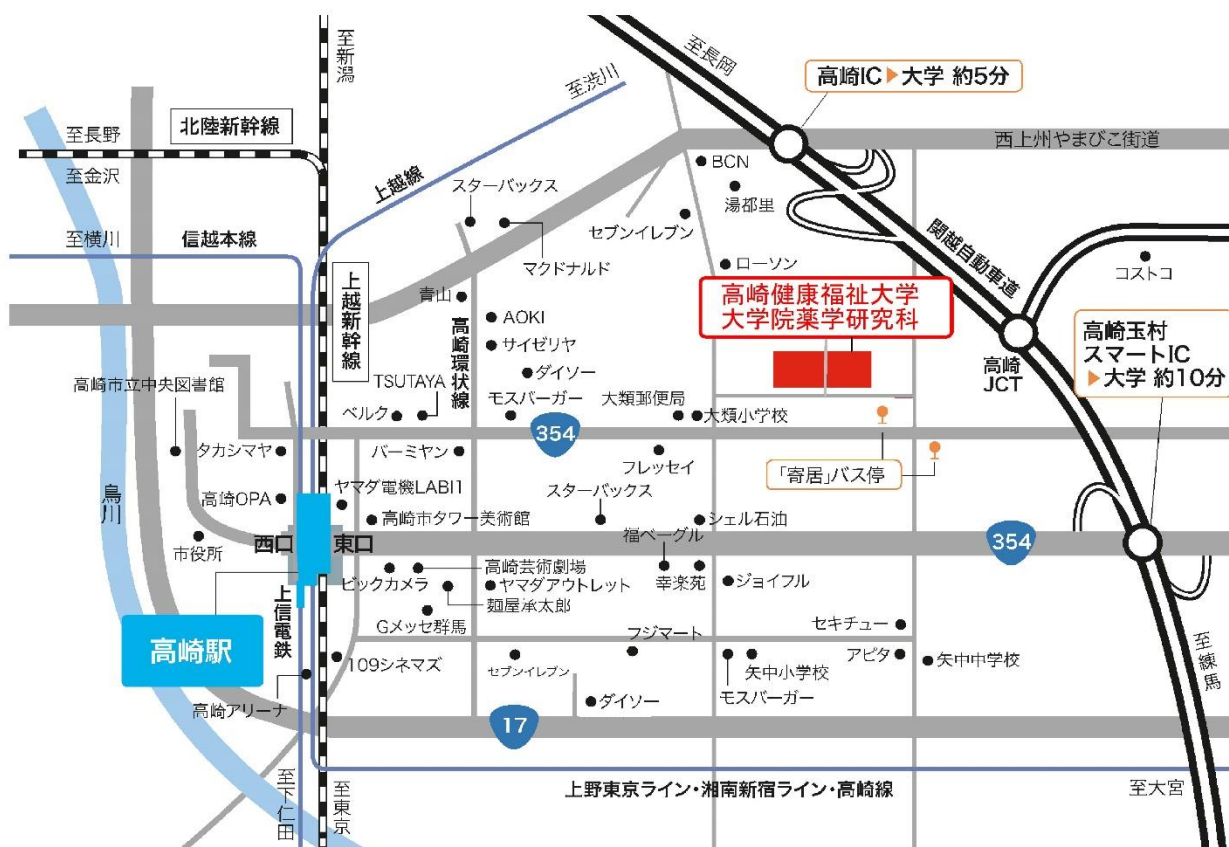 至新潟
至長岡
高崎IC▶大学 約5分
至渋川
北陸新幹線
至長野
至金沢
西上州やまびこ街道
上越線
BCN
湯都里
スターバックス
セブンイレブン
マクドナルド
至横川
信越本線
関越自動車道
ローソン
コストコ
上越新幹線
青山
高崎環状線
AOKI
サイゼリヤ
ダイソー
高崎健康福祉大学
大学院薬学研究科
高崎
JCT
高崎玉村
スマートIC
▶大学 約10分
高崎市立中央図書館
TSUTAYA
ベルク
モスバーガー
大類郵便局
大類小学校
354
タカシマヤ
バーミヤン
フレッセイ
「寄居」バス停
烏川
高崎OPA
ヤマダ電機LABI1
スターバックス
高崎市タワー美術館
シェル石油
354
市役所
西口
東口
福ベーグル
幸楽苑
高崎芸術劇場
ビックカメラ
ヤマダアウトレット
ジョイフル
麺屋承太郎
上信電鉄
Gメッセ群馬
高崎駅
フジマート
セキチュー
109シネマズ
セブンイレブン
矢中小学校
アピタ
矢中中学校
モスバーガー
至練馬
高崎アリーナ
ダイソー
17
至下仁田
至東京
上野東京ライン・湘南新宿ライン・高崎線
至大宮